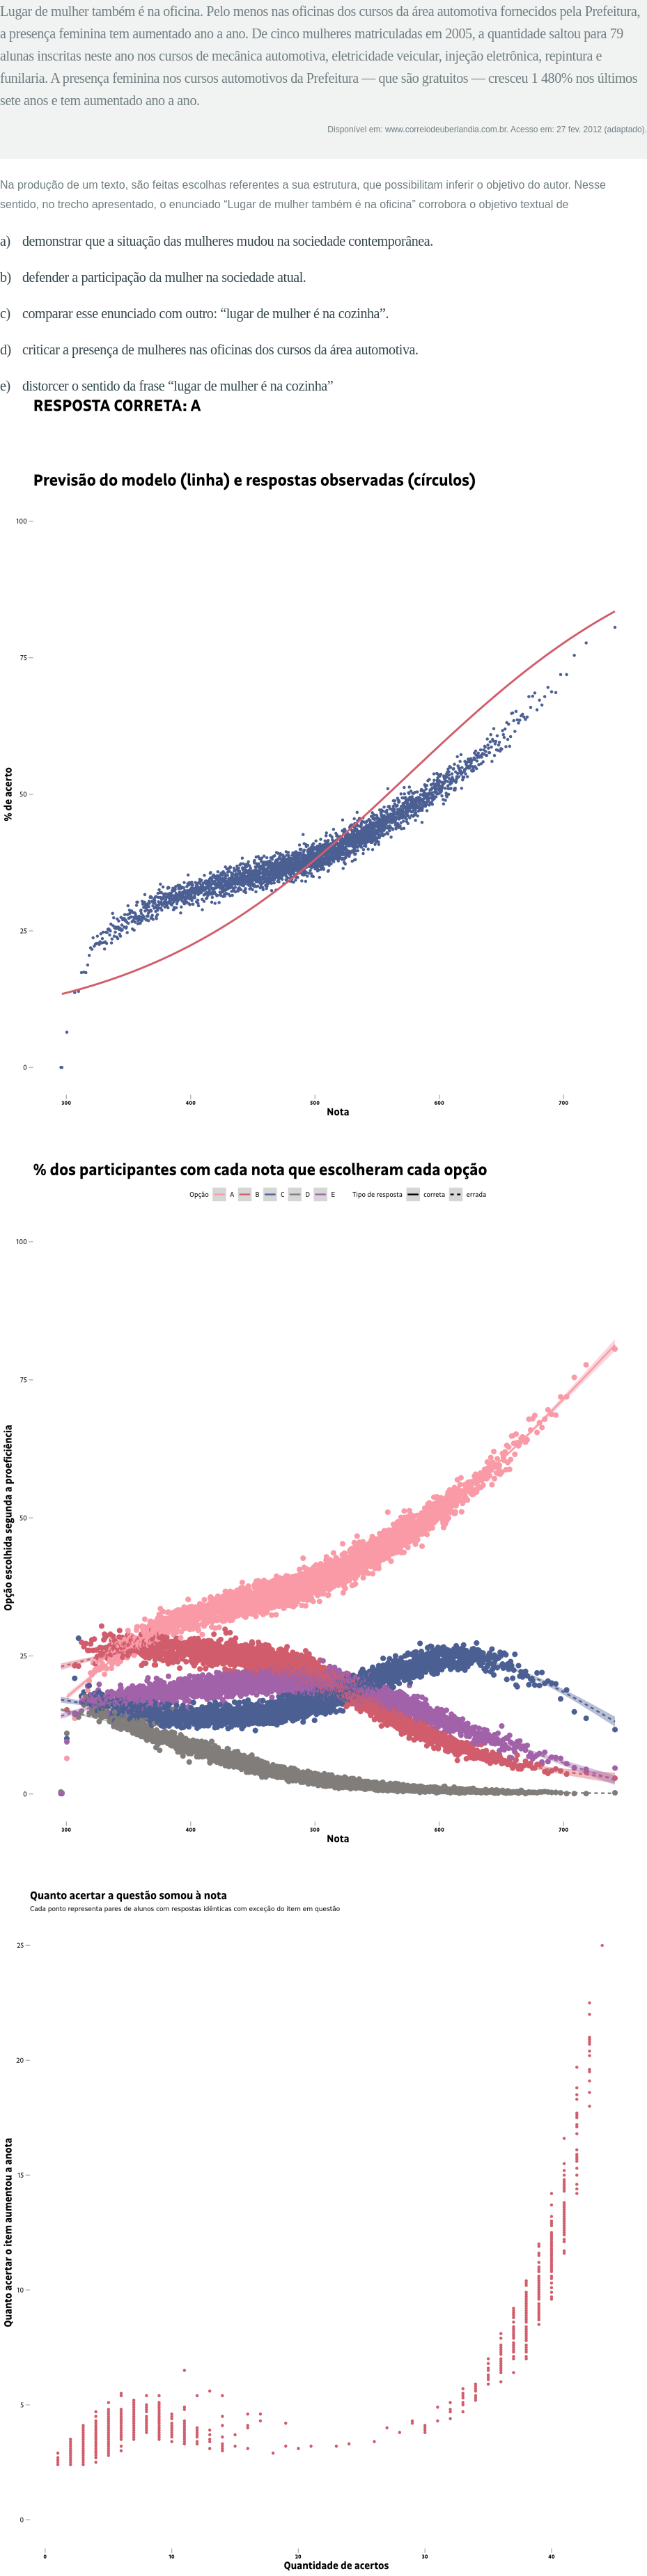 Lugar de mulher também é na oficina. Pelo menos nas oficinas dos cursos da área automotiva fornecidos pela Prefeitura,
a presença feminina tem aumentado ano a ano. De cinco mulheres matriculadas em 2005, a quantidade saltou para 79
alunas inscritas neste ano nos cursos de mecânica automotiva, eletricidade veicular, injeção eletrônica, repintura e
funilaria. A presença feminina nos cursos automotivos da Prefeitura — que são gratuitos — cresceu 1 480% nos últimos
sete anos e tem aumentado ano a ano.
Disponível em: www.correiodeuberlandia.com.br. Acesso em: 27 fev. 2012 (adaptado).
Na produção de um texto, são feitas escolhas referentes a sua estrutura, que possibilitam inferir o objetivo do autor. Nesse
sentido, no trecho apresentado, o enunciado “Lugar de mulher também é na oficina” corrobora o objetivo textual de
a) demonstrar que a situação das mulheres mudou na sociedade contemporânea.
b) defender a participação da mulher na sociedade atual.
c) comparar esse enunciado com outro: “lugar de mulher é na cozinha”.
d) criticar a presença de mulheres nas oficinas dos cursos da área automotiva.
e) distorcer o sentido da frase “lugar de mulher é na cozinha”
RESPOSTA CORRETA: A
Previsão do modelo (linha) e respostas observadas (círculos)
100
75
50
25
0
% de acerto
300 400 500 600 700
Nota
% dos participantes com cada nota que escolheram cada opção
Opção A B C D E Tipo de resposta correta errada
100
75
50
25
0
Opção escolhida segunda a proeficiência
300 400 500 600 700
Nota
Quanto acertar a questão somou à nota
Cada ponto representa pares de alunos com respostas idênticas com exceção do item em questão
25
20
15
10
5
0
Quanto acertar o item aumentou a anota
0 10 20 30 40
Quantidade de acertos